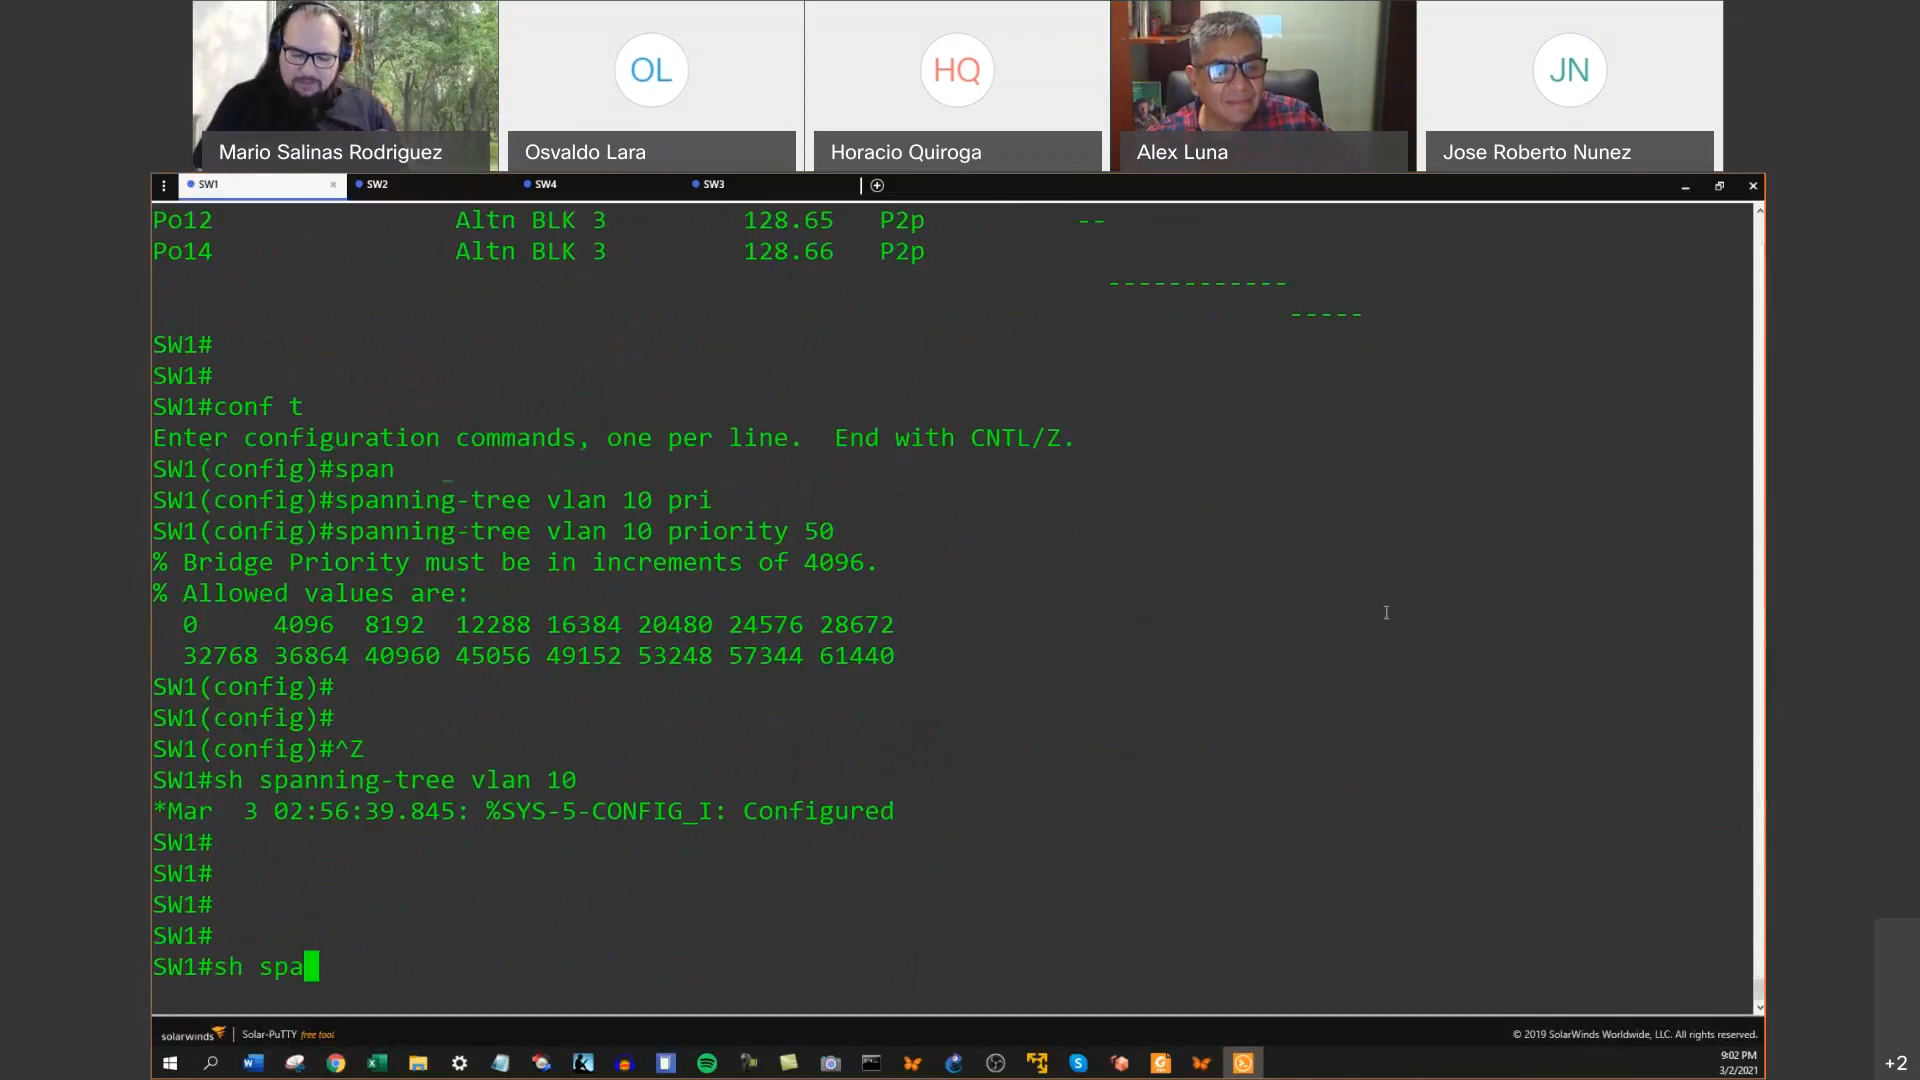 OL
HQ
JN
Mario Salinas Rodriguez
Osvaldo Lara
Horacio Quiroga
Alex Luna
Jose Roberto Nunez
SW1
SW2
SW4
SW3
Po12 Altn BLK 3 128.65 P2p --
Po14 Altn BLK 3 128.66 P2p
------------
-----
SW1#
SW1#
SW1#conf t
Enter configuration commands, one per line. End with CNTL/Z.
SW1(config)#span
SW1(config)#spanning-tree vlan 10 pri
SW1(config)#spanning-tree vlan 10 priority 50
% Bridge Priority must be in increments of 4096.
% Allowed values are:
0 4096 8192 12288 16384 20480 24576 28672
32768 36864 40960 45056 49152 53248 57344 61440
SW1(config)#
SW1(config)#
SW1(config)#^Z
SW1#sh spanning-tree vlan 10
*Mar 3 02:56:39.845: %SYS-5-CONFIG_I: Configured
SW1#
SW1#
SW1#
SW1#
SW1#sh spa
solarwinds | Solar-PuTTY free tool
© 2019 SolarWinds Worldwide, LLC. All rights reserved.
9:02 PM
3/2/2021
+2